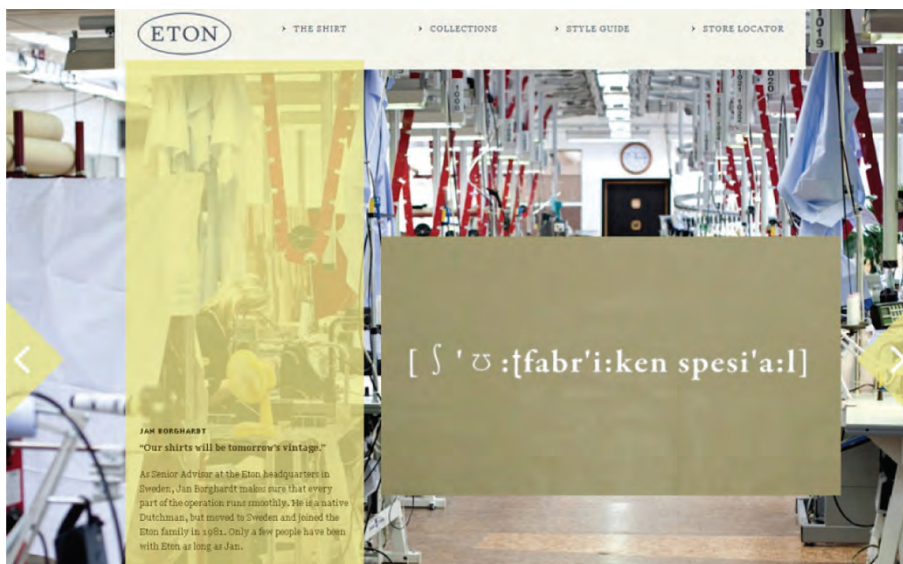 ETON
› THE SHIRT
› COLLECTIONS
› STYLE GUIDE
› STORE LOCATOR
1019
1020
[ ʃ ' ʊ :ʈfabr'i:ken spesi'a:l]
JAN BORGHARDT
“Our shirts will be tomorrow’s vintage.”
As Senior Advisor at the Eton headquarters in
Sweden, Jan Borghardt makes sure that every
part of the operation runs smoothly. He is a native
Dutchman, but moved to Sweden and joined the
Eton family in 1981. Only a few people have been
with Eton as long as Jan.